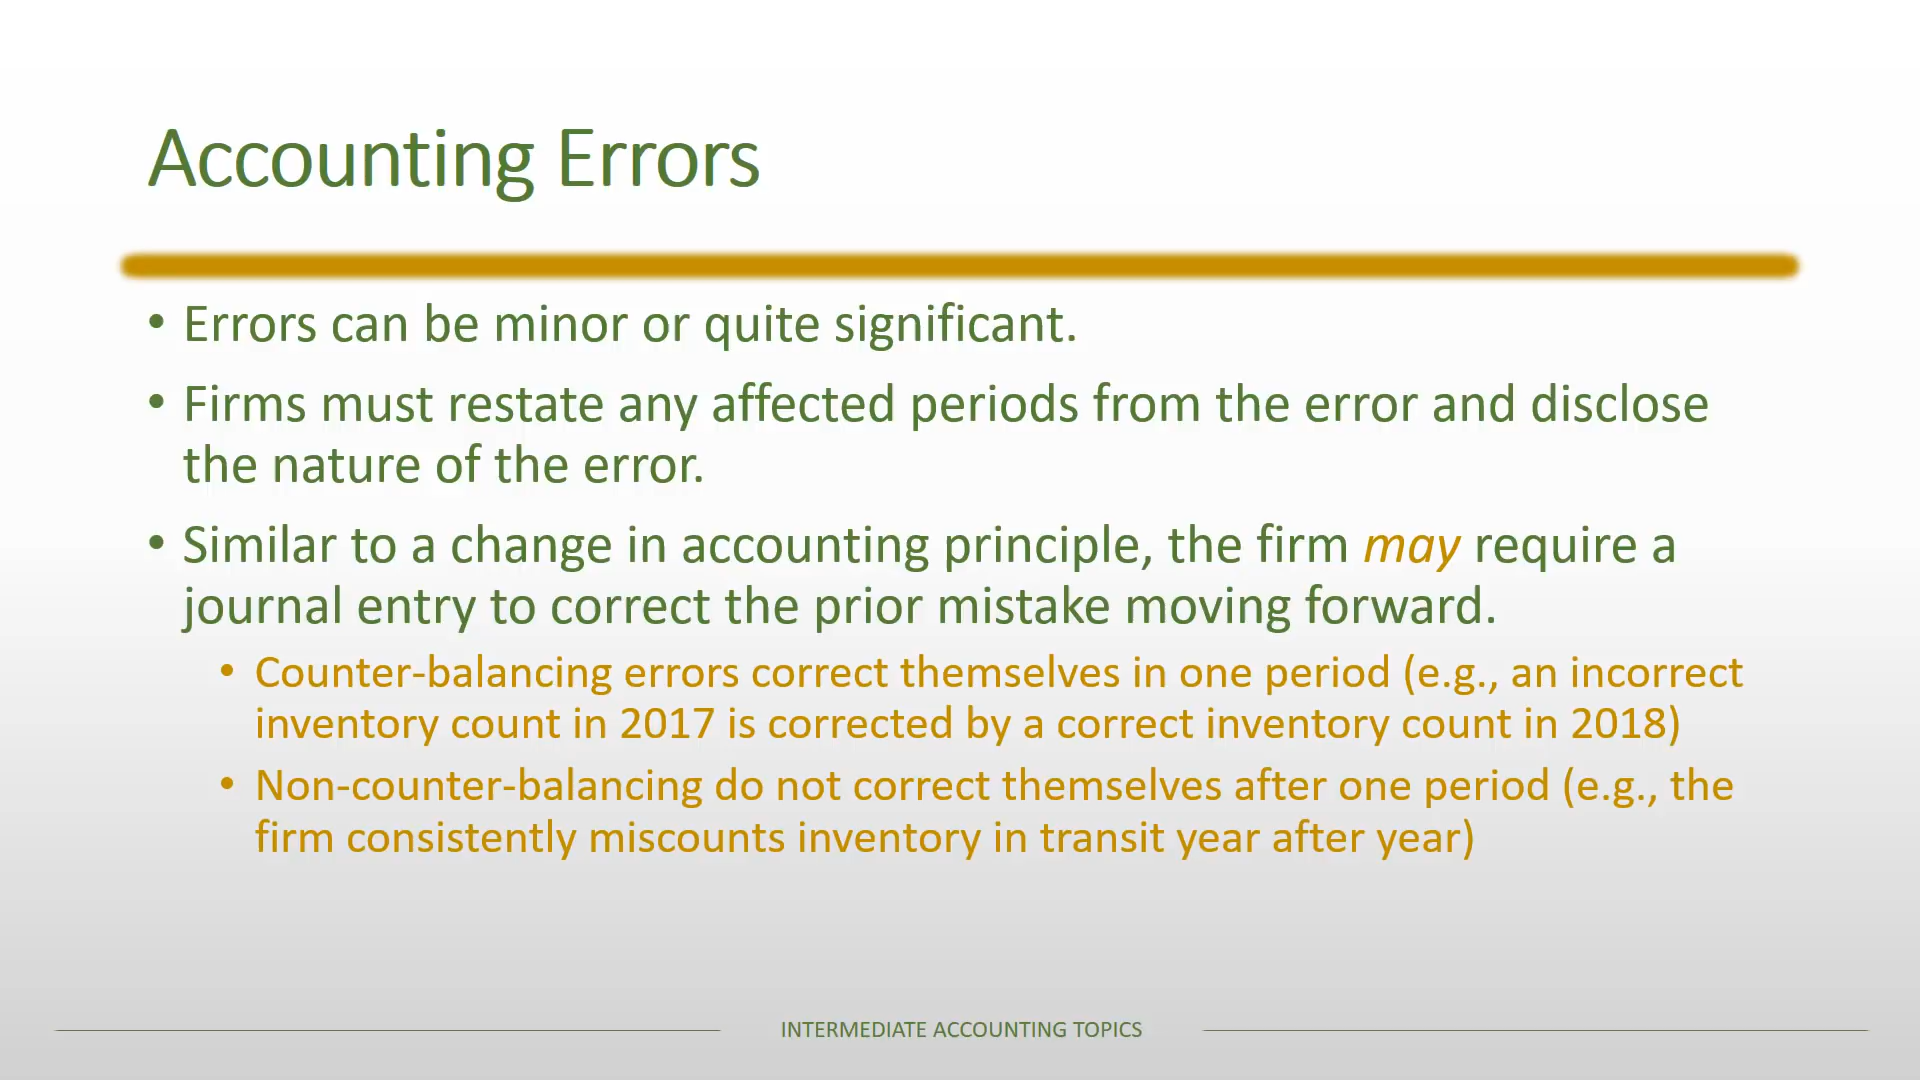 Accounting Errors
• Errors can be minor or quite significant.
• Firms must restate any affected periods from the error and disclose
the nature of the error.
• Similar to a change in accounting principle, the firm may require a
journal entry to correct the prior mistake moving forward.
• Counter-balancing errors correct themselves in one period (e.g., an incorrect
inventory count in 2017 is corrected by a correct inventory count in 2018)
• Non-counter-balancing do not correct themselves after one period (e.g., the
firm consistently miscounts inventory in transit year after year)
INTERMEDIATE ACCOUNTING TOPICS